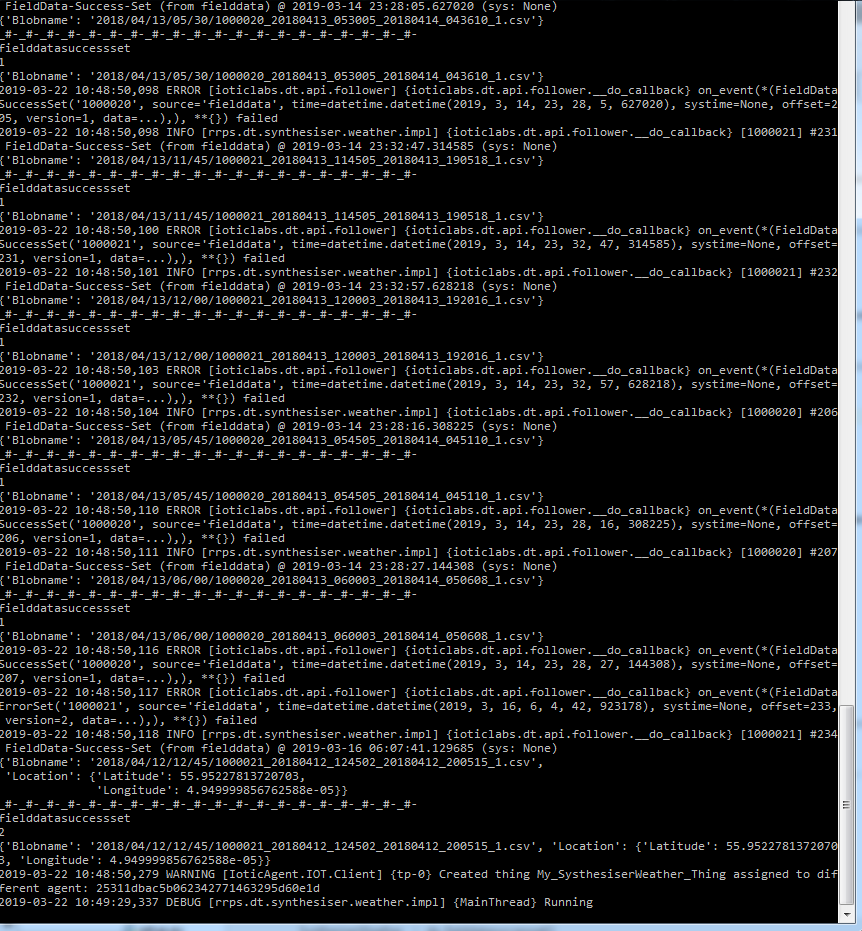 FieldData-Success-Set (from fielddata) @ 2019-03-14 23:28:05.627020 (sys: None)
{'Blobname': '2018/04/13/05/30/1000020_20180413_053005_20180414_043610_1.csv'}
_#-_#-_#-_#-_#-_#-_#-_#-_#-_#-_#-_#-_#-_#-_#-_#-_#-_#-_#-_#-
fielddatasuccessset
1
{'Blobname': '2018/04/13/05/30/1000020_20180413_053005_20180414_043610_1.csv'}
2019-03-22 10:48:50,098 ERROR [ioticlabs.dt.api.follower] {ioticlabs.dt.api.follower.__do_callback} on_event(*(FieldData
SuccessSet('1000020', source='fielddata', time=datetime.datetime(2019, 3, 14, 23, 28, 5, 627020), systime=None, offset=2
05, version=1, data=...),), **{}) failed
2019-03-22 10:48:50,098 INFO [rrps.dt.synthesiser.weather.impl] {ioticlabs.dt.api.follower.__do_callback} [1000021] #231
FieldData-Success-Set (from fielddata) @ 2019-03-14 23:32:47.314585 (sys: None)
{'Blobname': '2018/04/13/11/45/1000021_20180413_114505_20180413_190518_1.csv'}
_#-_#-_#-_#-_#-_#-_#-_#-_#-_#-_#-_#-_#-_#-_#-_#-_#-_#-_#-_#-
fielddatasuccessset
1
{'Blobname': '2018/04/13/11/45/1000021_20180413_114505_20180413_190518_1.csv'}
2019-03-22 10:48:50,100 ERROR [ioticlabs.dt.api.follower] {ioticlabs.dt.api.follower.__do_callback} on_event(*(FieldData
SuccessSet('1000021', source='fielddata', time=datetime.datetime(2019, 3, 14, 23, 32, 47, 314585), systime=None, offset=
231, version=1, data=...),), **{}) failed
2019-03-22 10:48:50,101 INFO [rrps.dt.synthesiser.weather.impl] {ioticlabs.dt.api.follower.__do_callback} [1000021] #232
FieldData-Success-Set (from fielddata) @ 2019-03-14 23:32:57.628218 (sys: None)
{'Blobname': '2018/04/13/12/00/1000021_20180413_120003_20180413_192016_1.csv'}
_#-_#-_#-_#-_#-_#-_#-_#-_#-_#-_#-_#-_#-_#-_#-_#-_#-_#-_#-_#-
fielddatasuccessset
1
{'Blobname': '2018/04/13/12/00/1000021_20180413_120003_20180413_192016_1.csv'}
2019-03-22 10:48:50,103 ERROR [ioticlabs.dt.api.follower] {ioticlabs.dt.api.follower.__do_callback} on_event(*(FieldData
SuccessSet('1000021', source='fielddata', time=datetime.datetime(2019, 3, 14, 23, 32, 57, 628218), systime=None, offset=
232, version=1, data=...),), **{}) failed
2019-03-22 10:48:50,104 INFO [rrps.dt.synthesiser.weather.impl] {ioticlabs.dt.api.follower.__do_callback} [1000020] #206
FieldData-Success-Set (from fielddata) @ 2019-03-14 23:28:16.308225 (sys: None)
{'Blobname': '2018/04/13/05/45/1000020_20180413_054505_20180414_045110_1.csv'}
_#-_#-_#-_#-_#-_#-_#-_#-_#-_#-_#-_#-_#-_#-_#-_#-_#-_#-_#-_#-
fielddatasuccessset
1
{'Blobname': '2018/04/13/05/45/1000020_20180413_054505_20180414_045110_1.csv'}
2019-03-22 10:48:50,110 ERROR [ioticlabs.dt.api.follower] {ioticlabs.dt.api.follower.__do_callback} on_event(*(FieldData
SuccessSet('1000020', source='fielddata', time=datetime.datetime(2019, 3, 14, 23, 28, 16, 308225), systime=None, offset=
206, version=1, data=...),), **{}) failed
2019-03-22 10:48:50,111 INFO [rrps.dt.synthesiser.weather.impl] {ioticlabs.dt.api.follower.__do_callback} [1000020] #207
FieldData-Success-Set (from fielddata) @ 2019-03-14 23:28:27.144308 (sys: None)
{'Blobname': '2018/04/13/06/00/1000020_20180413_060003_20180414_050608_1.csv'}
_#-_#-_#-_#-_#-_#-_#-_#-_#-_#-_#-_#-_#-_#-_#-_#-_#-_#-_#-_#-
fielddatasuccessset
1
{'Blobname': '2018/04/13/06/00/1000020_20180413_060003_20180414_050608_1.csv'}
2019-03-22 10:48:50,116 ERROR [ioticlabs.dt.api.follower] {ioticlabs.dt.api.follower.__do_callback} on_event(*(FieldData
SuccessSet('1000020', source='fielddata', time=datetime.datetime(2019, 3, 14, 23, 28, 27, 144308), systime=None, offset=
207, version=1, data=...),), **{}) failed
2019-03-22 10:48:50,117 ERROR [ioticlabs.dt.api.follower] {ioticlabs.dt.api.follower.__do_callback} on_event(*(FieldData
ErrorSet('1000021', source='fielddata', time=datetime.datetime(2019, 3, 16, 6, 4, 42, 923178), systime=None, offset=233,
version=2, data=...),), **{}) failed
2019-03-22 10:48:50,118 INFO [rrps.dt.synthesiser.weather.impl] {ioticlabs.dt.api.follower.__do_callback} [1000021] #234
FieldData-Success-Set (from fielddata) @ 2019-03-16 06:07:41.129685 (sys: None)
{'Blobname': '2018/04/12/12/45/1000021_20180412_124502_20180412_200515_1.csv',
'Location': {'Latitude': 55.95227813720703,
'Longitude': 4.949999856762588e-05}}
_#-_#-_#-_#-_#-_#-_#-_#-_#-_#-_#-_#-_#-_#-_#-_#-_#-_#-_#-_#-
fielddatasuccessset
2
{'Blobname': '2018/04/12/12/45/1000021_20180412_124502_20180412_200515_1.csv', 'Location': {'Latitude': 55.9522781372070
3, 'Longitude': 4.949999856762588e-05}}
2019-03-22 10:48:50,279 WARNING [IoticAgent.IOT.Client] {tp-0} Created thing My_SysthesiserWeather_Thing assigned to dif
ferent agent: 25311dbac5b062342771463295d60e1d
2019-03-22 10:49:29,337 DEBUG [rrps.dt.synthesiser.weather.impl] {MainThread} Running